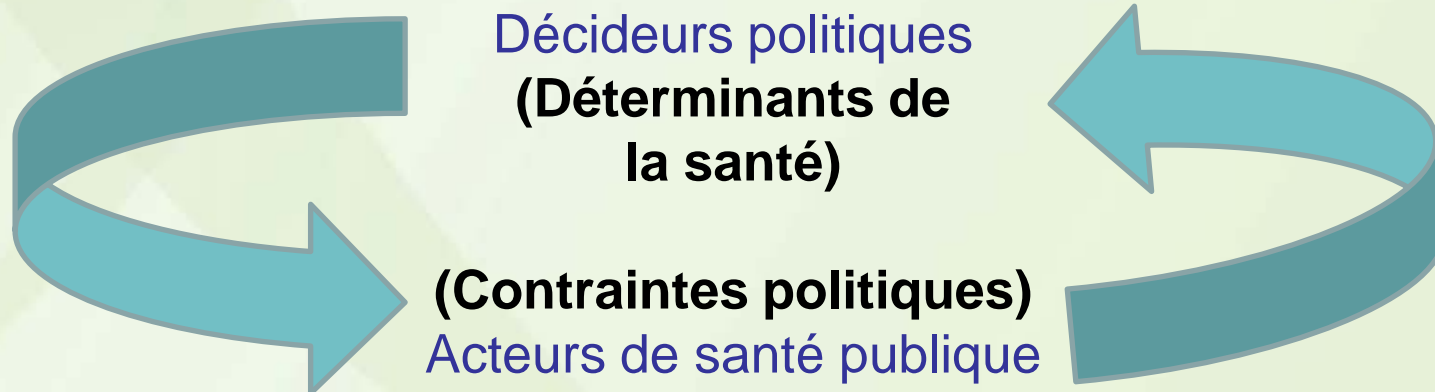 Décideurs politiques
(Déterminants de
la santé)
(Contraintes politiques)
Acteurs de santé publique